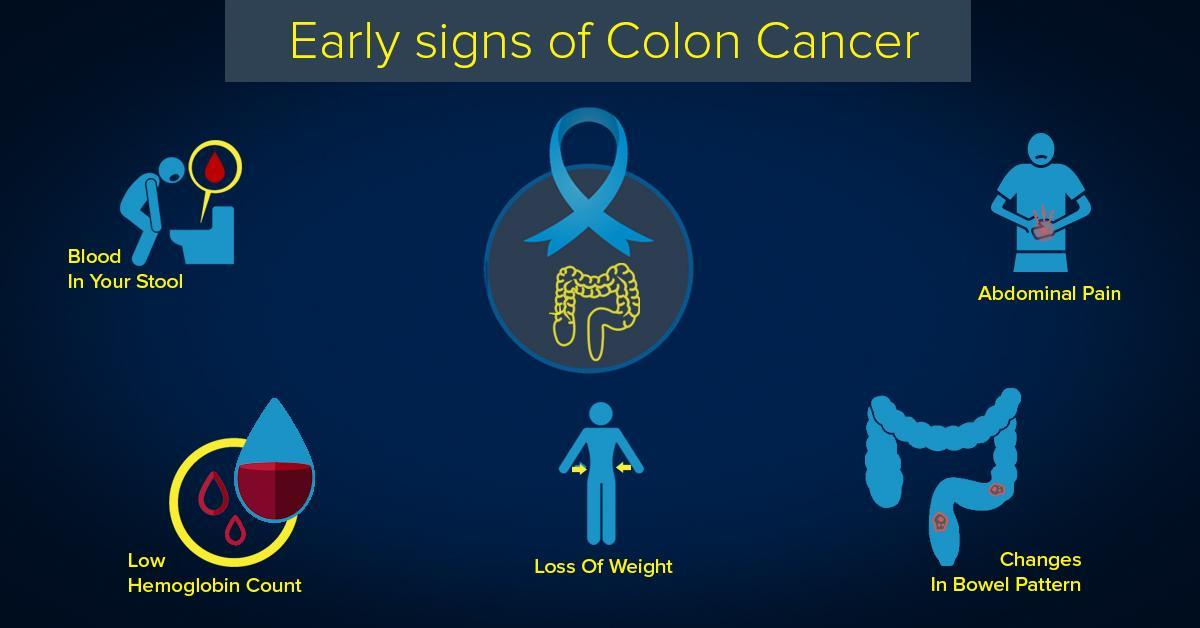 Early signs of Colon Cancer
Blood
In Your Stool
Abdominal Pain
Low
Hemoglobin Count
Loss Of Weight
Changes
In Bowel Pattern